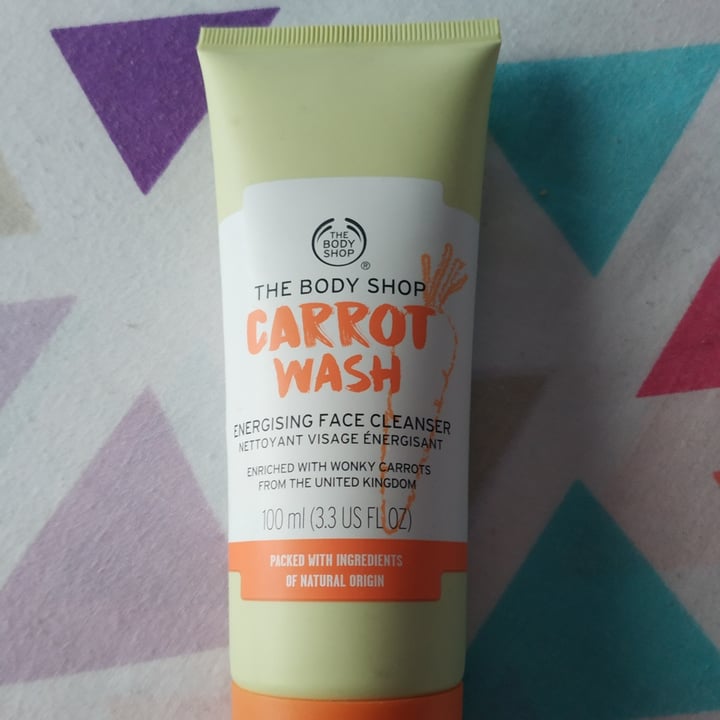 THE
BODY
SHOP
®
THE BODY SHOP
CARROT
WASH
ENERGISING FACE CLEANSER
NETTOYANT VISAGE ÉNERGISANT
ENRICHED WITH WONKY CARROTS
FROM THE UNITED KINGDOM
100 ml (3.3 US FL OZ)
PACKED WITH INGREDIENTS
OF NATURAL ORIGIN